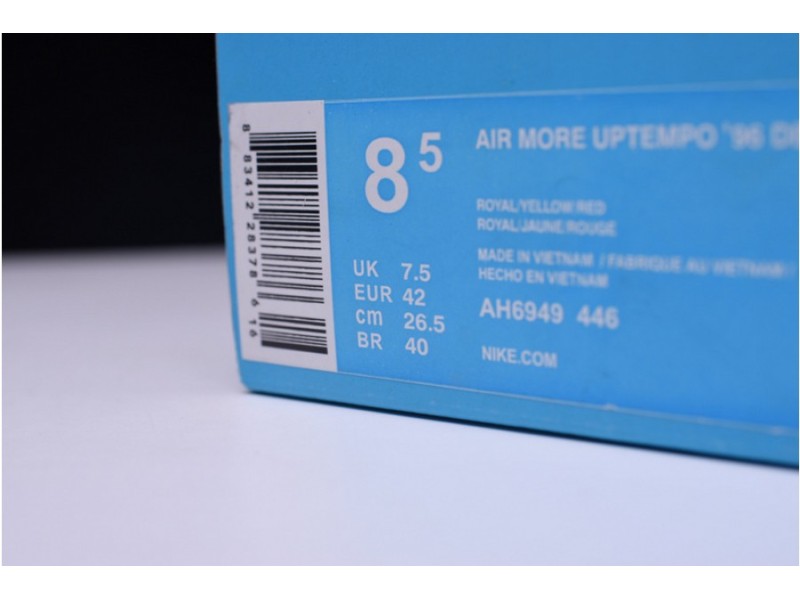 8 83412 28378 6 16
8 5
UK 7.5
EUR 42
cm 26.5
BR 40
AIR MORE UPTEMPO '96
ROYAL/YELLOW/RED
ROYAL/JAUNE/ROUGE
MADE IN VIETNAM / FABRIQUE AU VIETNAM /
HECHO EN VIETNAM
AH6949 446
NIKE.COM